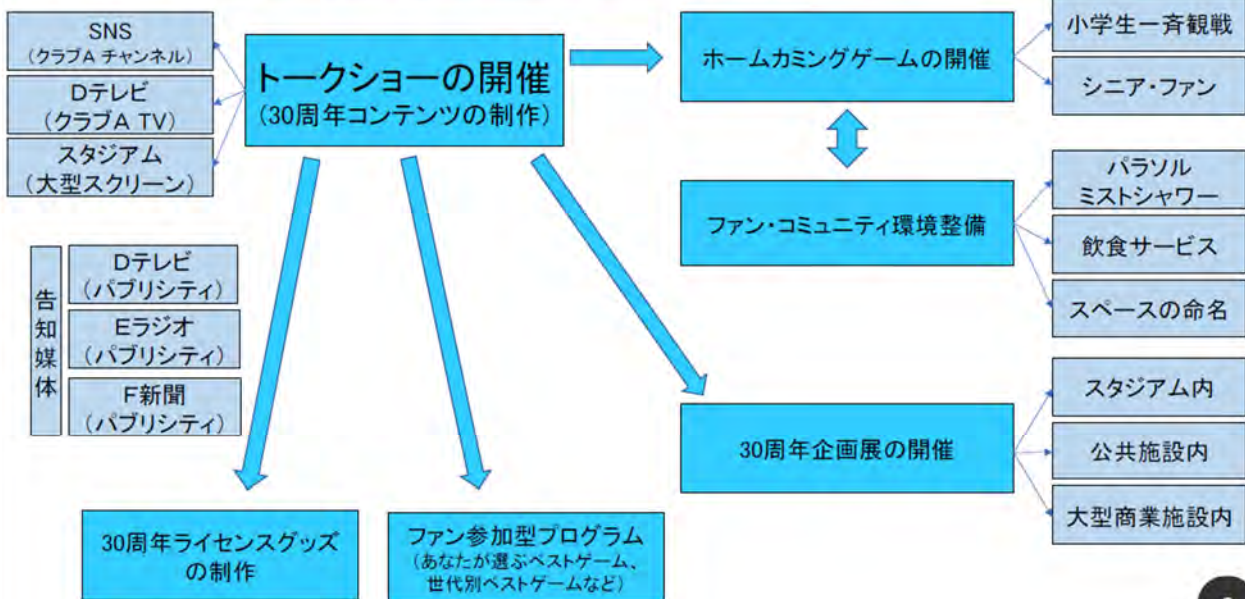 SNS
(クラブA チャンネル)
Dテレビ
(クラブA TV)
スタジアム
(大型スクリーン)
トークショーの開催
(30周年コンテンツの制作)
ホームカミングゲームの開催
小学生一斉観戦
シニア・ファン
ファン・コミュニティ環境整備
パラソル
ミストシャワー
飲食サービス
スペースの命名
告知媒体
Dテレビ
(パブリシティ)
Eラジオ
(パブリシティ)
F新聞
(パブリシティ)
30周年企画展の開催
スタジアム内
公共施設内
大型商業施設内
30周年ライセンスグッズ
の制作
ファン参加型プログラム
(あなたが選ぶベストゲーム、
世代別ベストゲームなど)